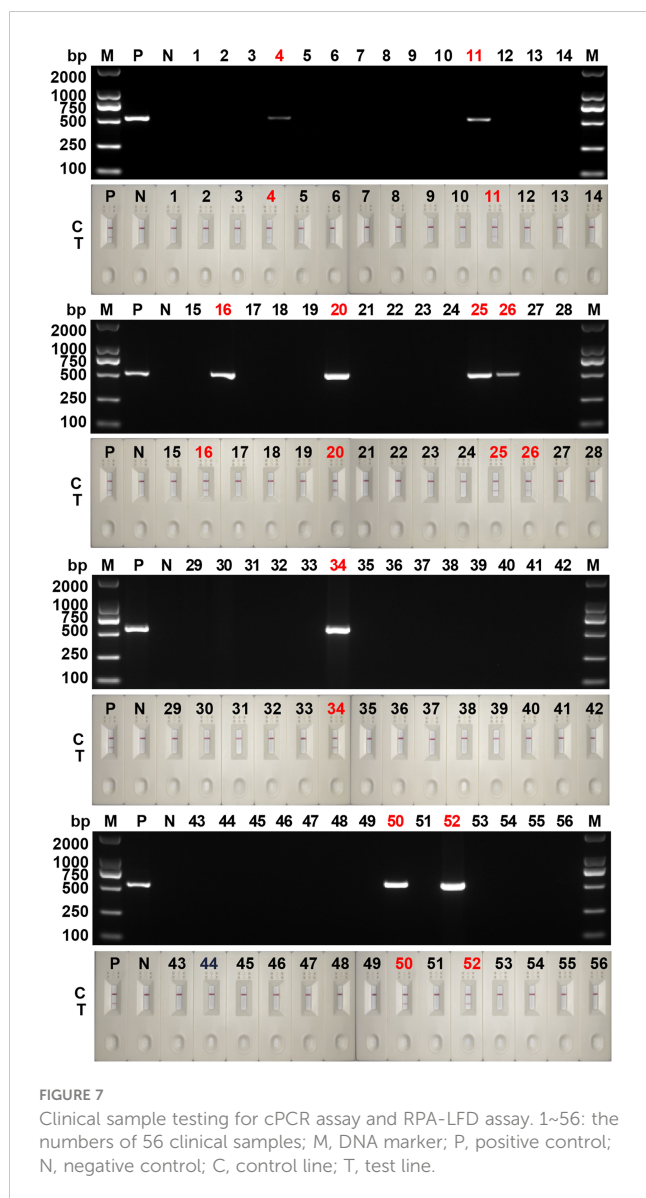 bp M P N 1 2 3 4 5 6 7 8 9 10 11 12 13 14 M
2000
1000
750
500
250
100
P N 1 2 3 4 5 6 7 8 9 10 11 12 13 14
C
T
bp M P N 15 16 17 18 19 20 21 22 23 24 25 26 27 28 M
2000
1000
750
500
250
100
P N 15 16 17 18 19 20 21 22 23 24 25 26 27 28
C
T
bp M P N 29 30 31 32 33 34 35 36 37 38 39 40 41 42 M
2000
1000
750
500
250
100
P N 29 30 31 32 33 34 35 36 37 38 39 40 41 42
C
T
bp M P N 43 44 45 46 47 48 49 50 51 52 53 54 55 56 M
2000
1000
750
500
250
100
P N 43 44 45 46 47 48 49 50 51 52 53 54 55 56
C
T
FIGURE 7
Clinical sample testing for cPCR assay and RPA-LFD assay. 1~56: the
numbers of 56 clinical samples; M, DNA marker; P, positive control;
N, negative control; C, control line; T, test line.